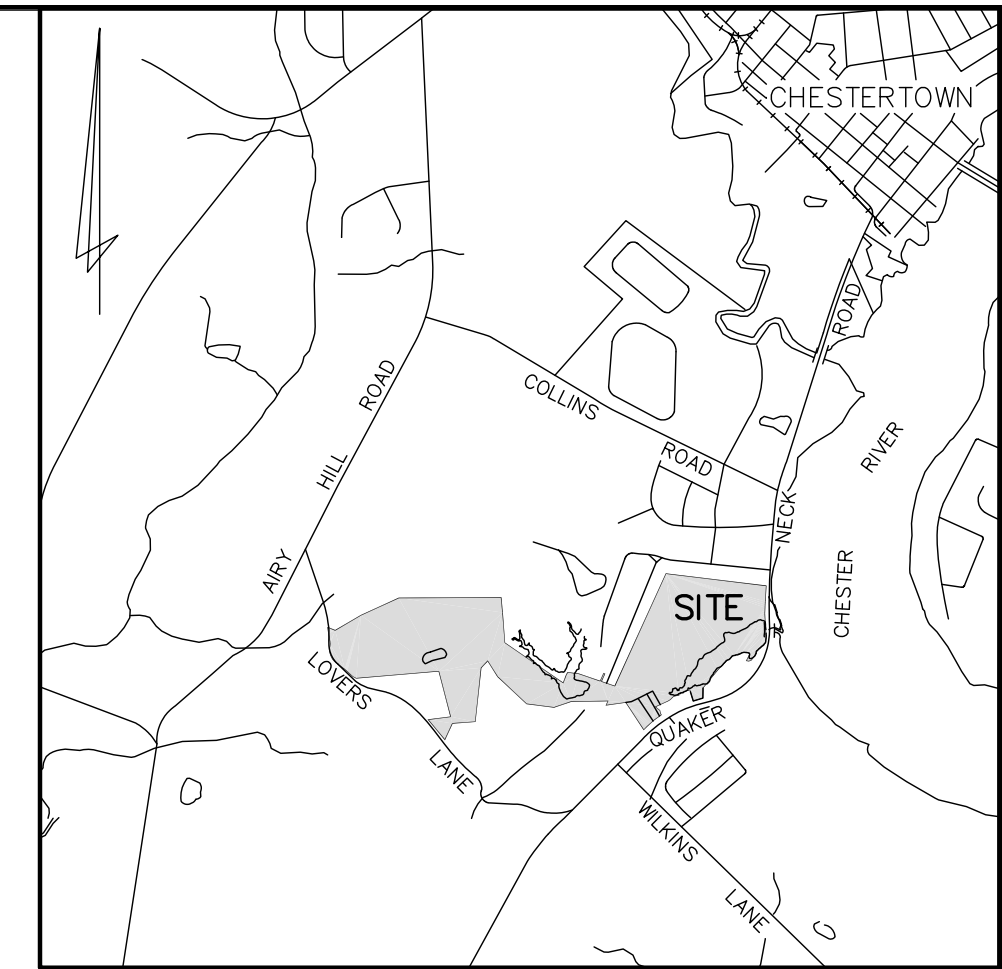 CHESTERTOWN
ROAD
ROAD
COLLINS
RIVER
HILL
ROAD
NECK
AIRY
CHESTER
SITE
LOVERS
QUAKER
LANE
WILKINS
LANE